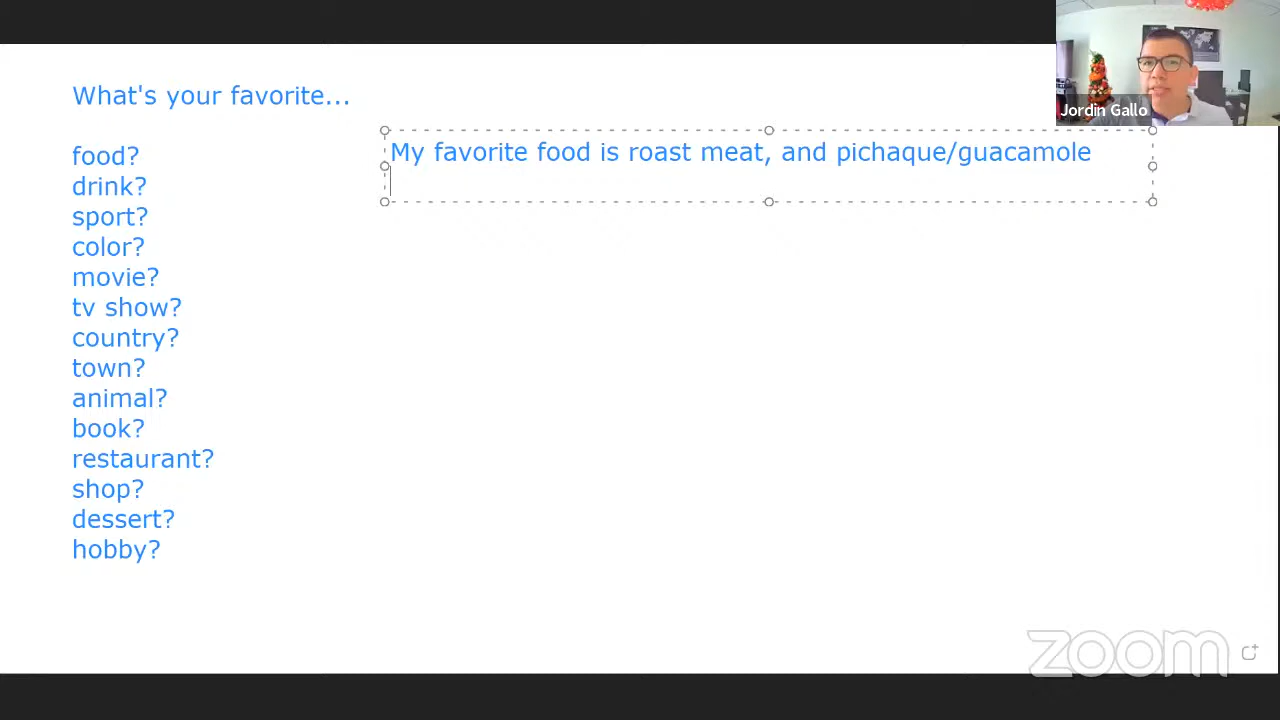 What's your favorite...
food?
drink?
sport?
color?
movie?
tv show?
country?
town?
animal?
book?
restaurant?
shop?
dessert?
hobby?
My favorite food is roast meat, and pichaque/guacamole
Jordin Gallo
zoom